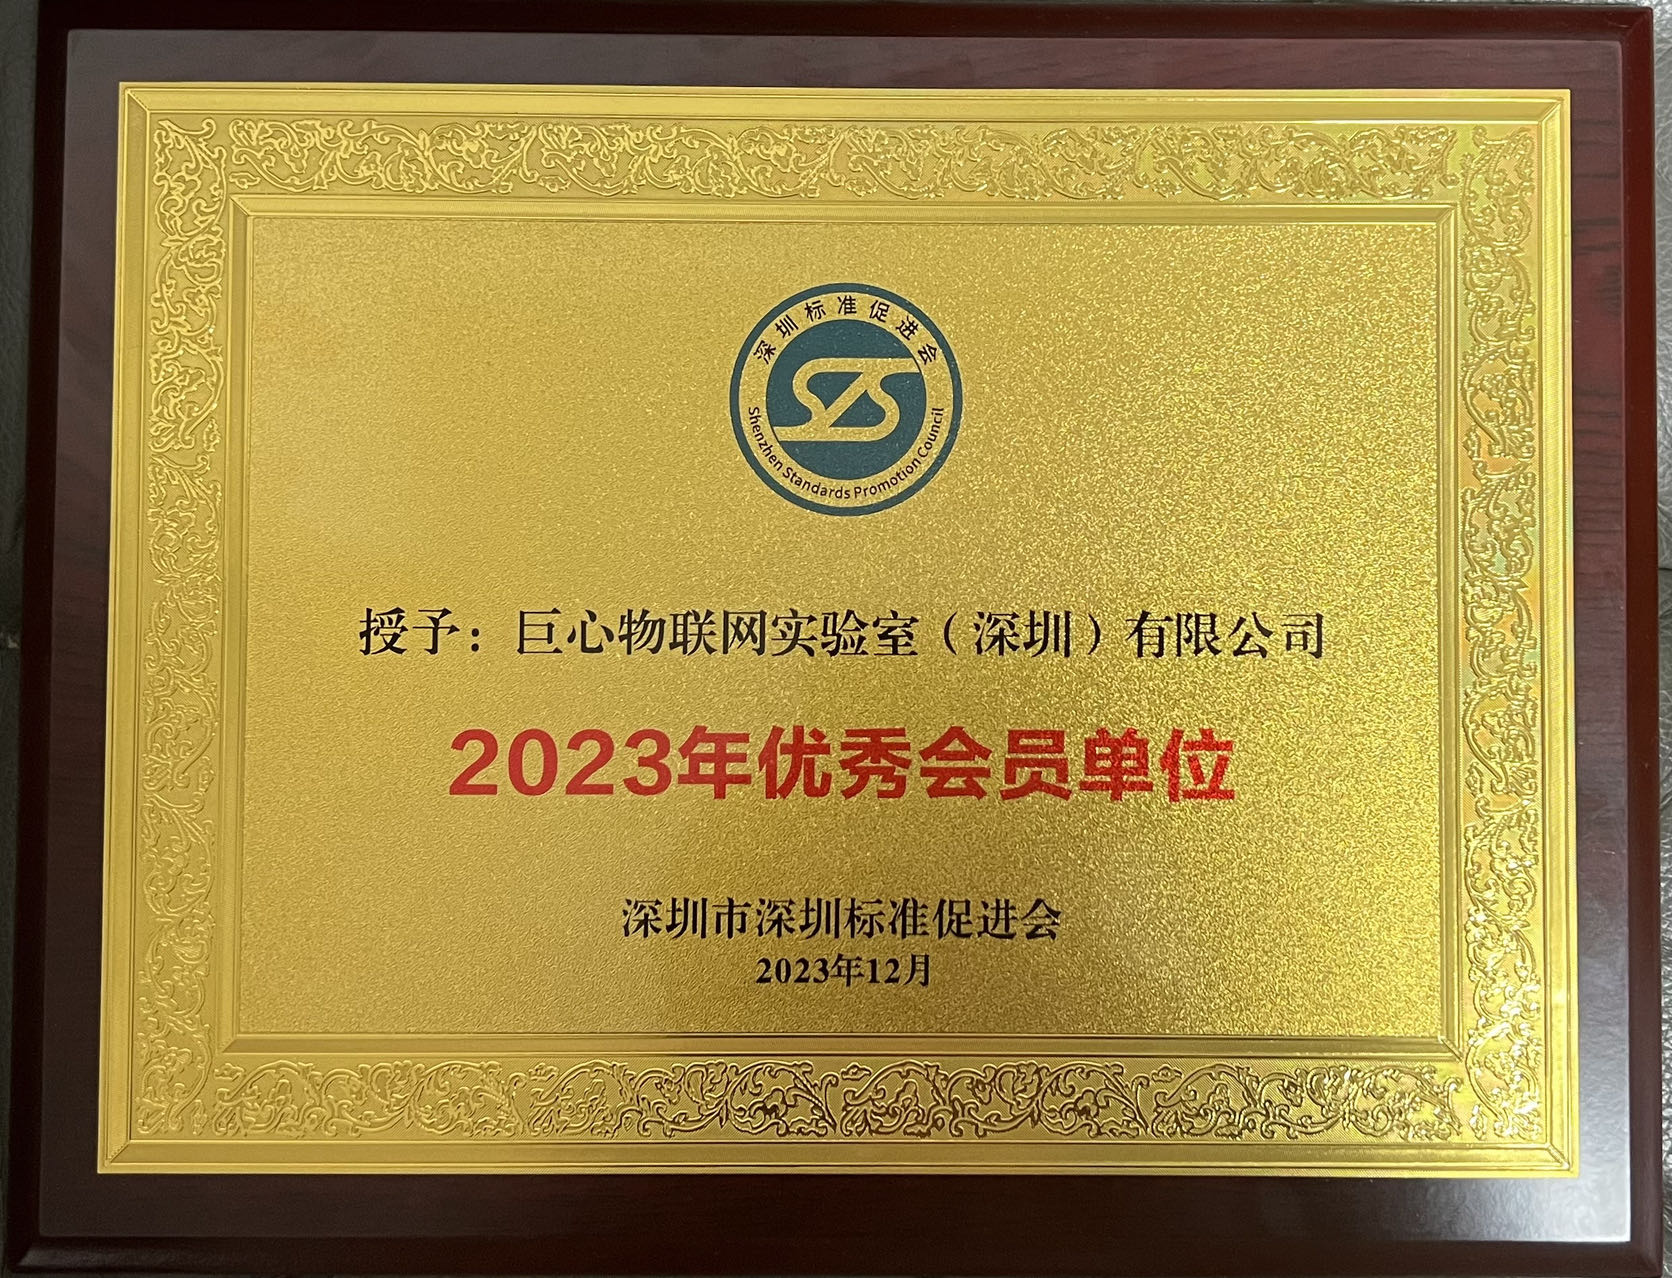 深圳标准促进会
SZS
Shenzhen Standards Promotion Council
授予：巨心物联网实验室（深圳）有限公司
2023年优秀会员单位
深圳市深圳标准促进会
2023年12月